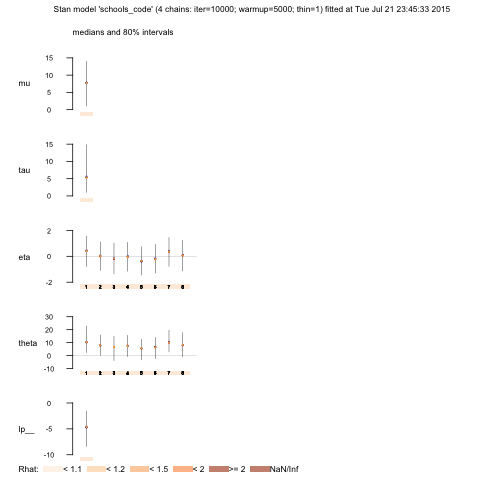 Stan model 'schools_code' (4 chains: iter=10000; warmup=5000; thin=1) fitted at Tue Jul 21 23:45:33 2015
medians and 80% intervals
15
10
mu
5
0
15
10
tau
5
0
2
eta 0
-2
1 2 3 4 5 6 7 8
30
20
theta 10
0
-10
1 2 3 4 5 6 7 8
0
lp__ -5
-10
Rhat: < 1.1 < 1.2 < 1.5 < 2 >= 2 NaN/Inf